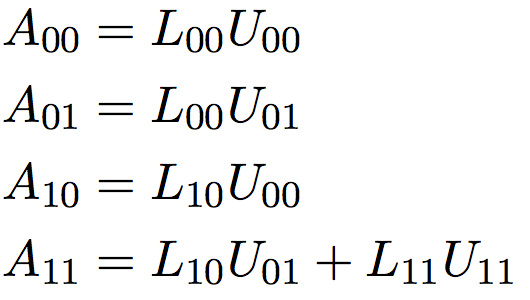 A₀₀ = L₀₀U₀₀
A₀₁ = L₀₀U₀₁
A₁₀ = L₁₀U₀₀
A₁₁ = L₁₀U₀₁ + L₁₁U₁₁